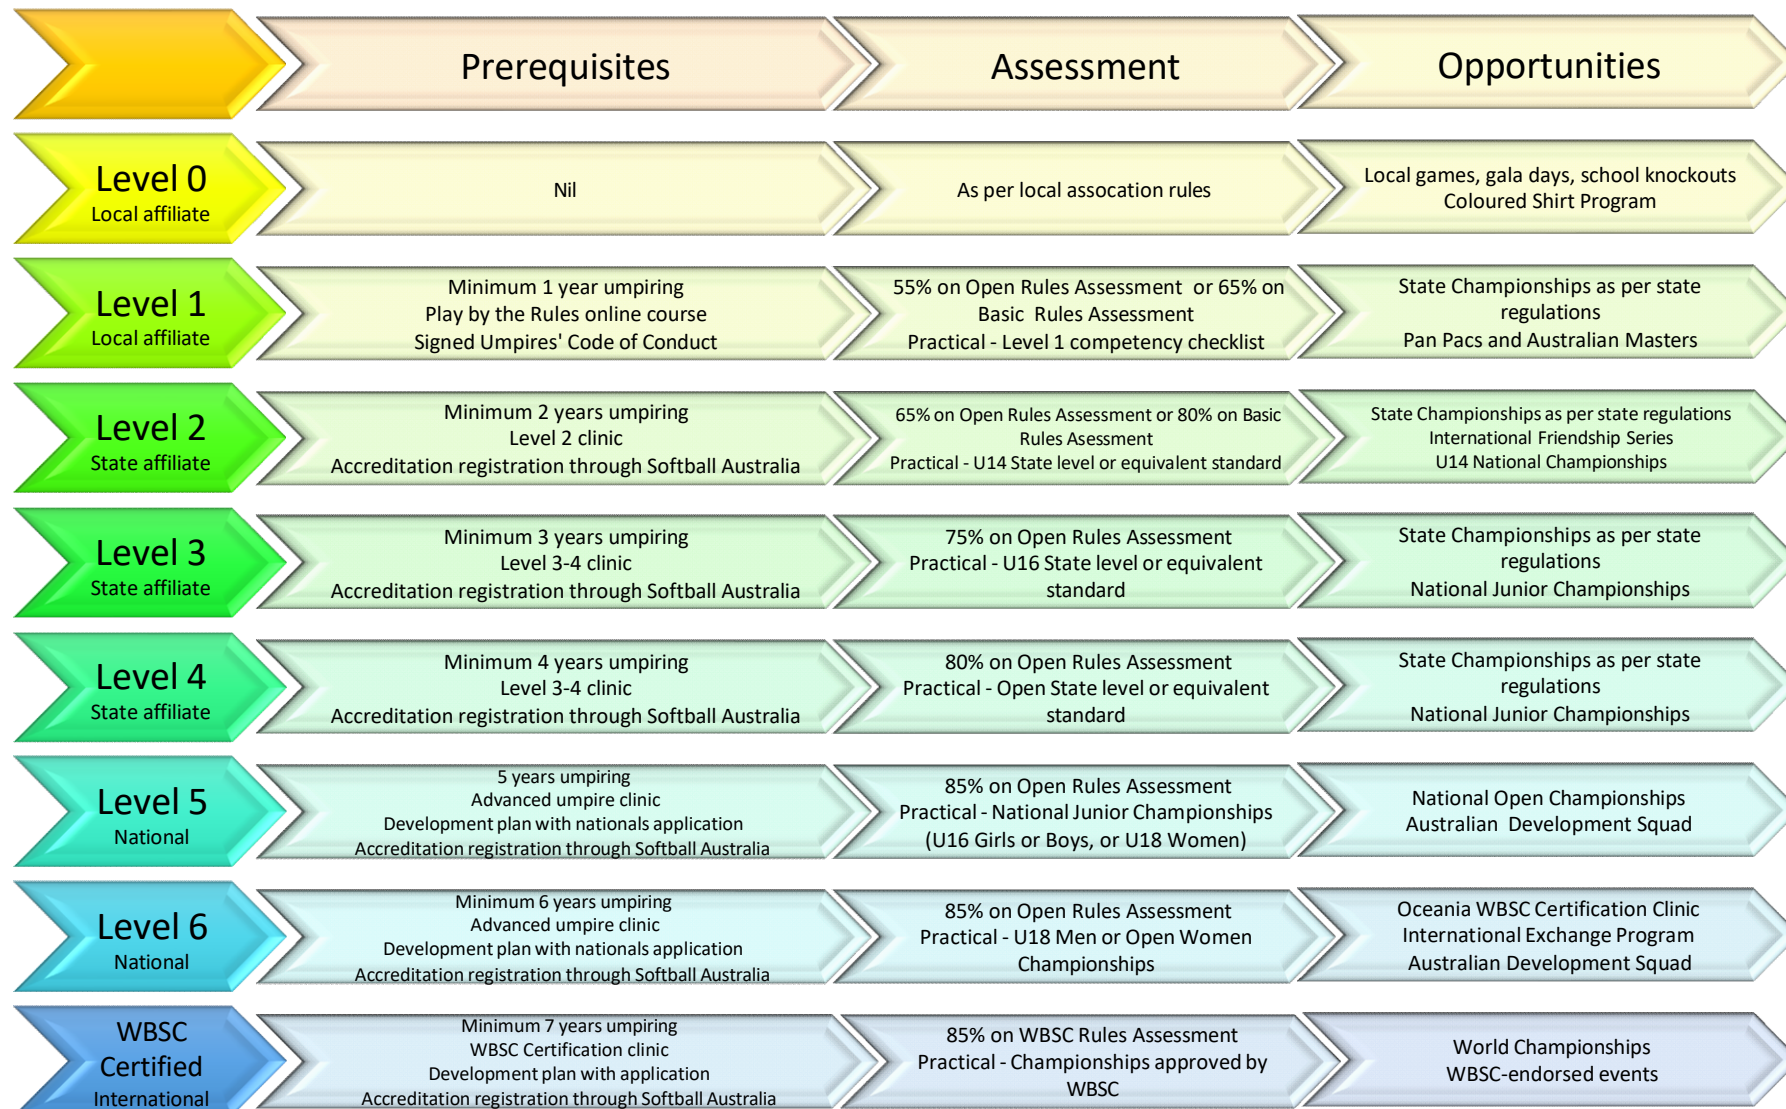 Prerequisites
Assessment
Opportunities
Level 0
Local affiliate
Nil
As per local assocation rules
Local games, gala days, school knockouts
Coloured Shirt Program
Level 1
Local affiliate
Minimum 1 year umpiring
Play by the Rules online course
Signed Umpires' Code of Conduct
55% on Open Rules Assessment or 65% on
Basic Rules Assessment
Practical - Level 1 competency checklist
State Championships as per state
regulations
Pan Pacs and Australian Masters
Level 2
State affiliate
Minimum 2 years umpiring
Level 2 clinic
Accreditation registration through Softball Australia
65% on Open Rules Assessment or 80% on Basic
Rules Asessment
Practical - U14 State level or equivalent standard
State Championships as per state regulations
International Friendship Series
U14 National Championships
Level 3
State affiliate
Minimum 3 years umpiring
Level 3-4 clinic
Accreditation registration through Softball Australia
75% on Open Rules Assessment
Practical - U16 State level or equivalent
standard
State Championships as per state
regulations
National Junior Championships
Level 4
State affiliate
Minimum 4 years umpiring
Level 3-4 clinic
Accreditation registration through Softball Australia
80% on Open Rules Assessment
Practical - Open State level or equivalent
standard
State Championships as per state
regulations
National Junior Championships
Level 5
National
5 years umpiring
Advanced umpire clinic
Development plan with nationals application
Accreditation registration through Softball Australia
85% on Open Rules Assessment
Practical - National Junior Championships
(U16 Girls or Boys, or U18 Women)
National Open Championships
Australian Development Squad
Level 6
National
Minimum 6 years umpiring
Advanced umpire clinic
Development plan with nationals application
Accreditation registration through Softball Australia
85% on Open Rules Assessment
Practical - U18 Men or Open Women
Championships
Oceania WBSC Certification Clinic
International Exchange Program
Australian Development Squad
WBSC
Certified
International
Minimum 7 years umpiring
WBSC Certification clinic
Development plan with application
Accreditation registration through Softball Australia
85% on WBSC Rules Assessment
Practical - Championships approved by
WBSC
World Championships
WBSC-endorsed events